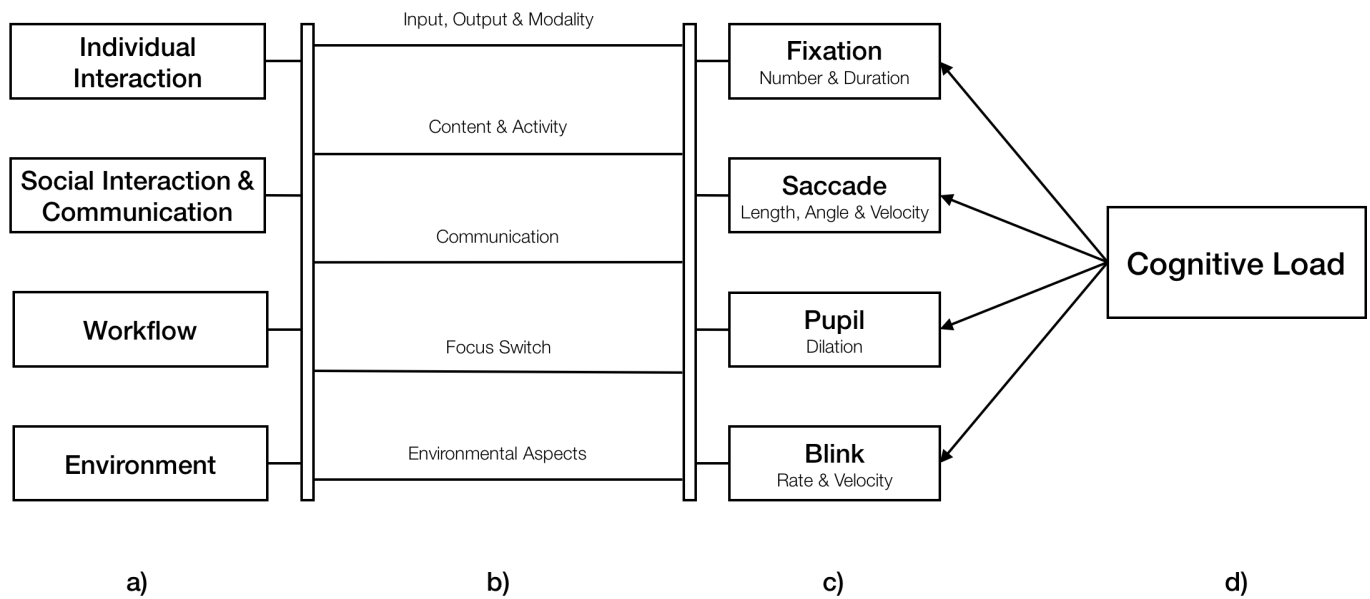 Individual
Interaction
Social Interaction &
Communication
Workflow
Environment
Input, Output & Modality
Content & Activity
Communication
Focus Switch
Environmental Aspects
Fixation
Number & Duration
Saccade
Length, Angle & Velocity
Pupil
Dilation
Blink
Rate & Velocity
Cognitive Load
a)
b)
c)
d)